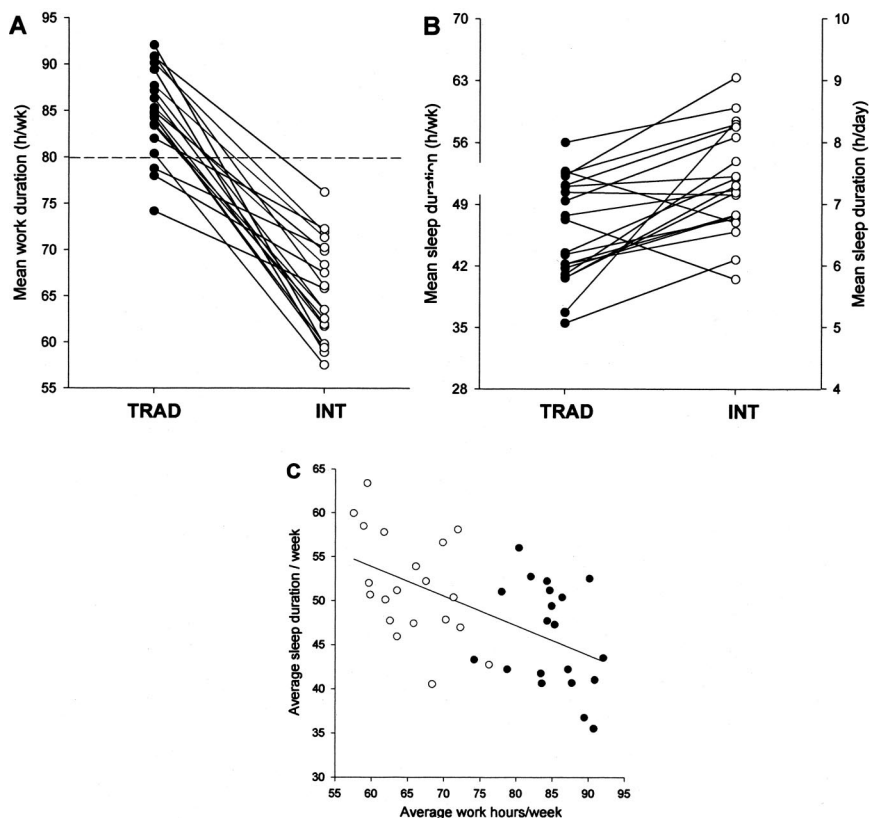 A
Mean work duration (h/wk)
95
90
85
80
75
70
65
60
55
TRAD INT
B
Mean sleep duration (h/wk)
70
63
56
49
42
35
28
TRAD INT
10
9
8
7
6
5
4
Mean sleep duration (h/day)
C
Average sleep duration / week
65
60
55
50
45
40
35
30
55 60 65 70 75 80 85 90 95
Average work hours/week